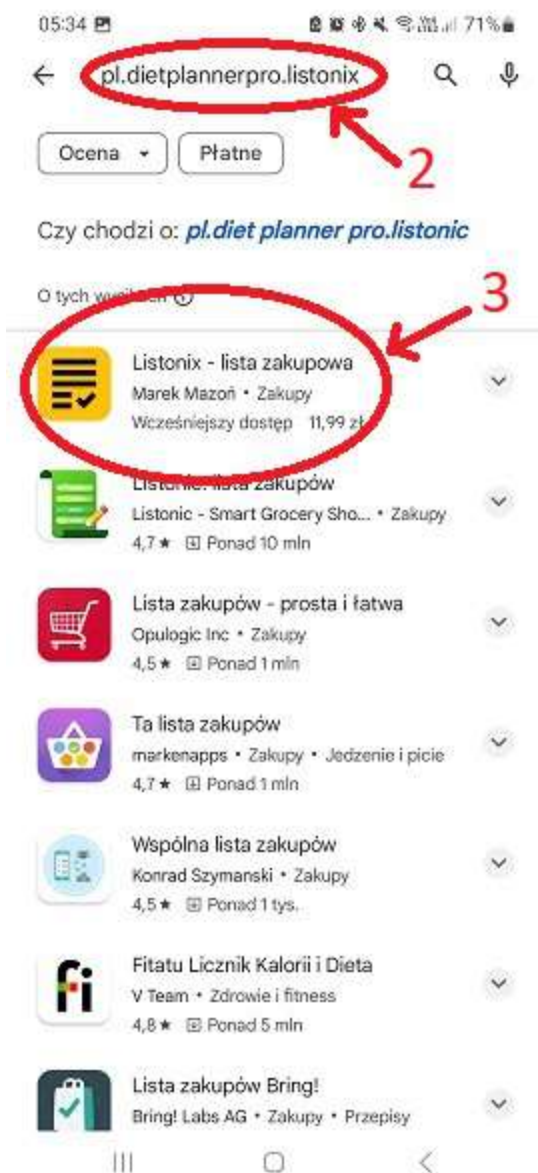 05:34 71%
pl.dietplannerpro.listonix
2
Ocena Płatne
Czy chodzi o: pl.diet planner pro.listonic
3
O tych
Listonix - lista zakupowa
Marek Mazoń • Zakupy
Wcześniejszy dostęp 11,99 zł
Listonic: lista zakupów
Listonic - Smart Grocery Sho... • Zakupy
4,7★ Ponad 10 mln
Lista zakupów - prosta i łatwa
Opulogic Inc • Zakupy
4,5★ Ponad 1 mln
Ta lista zakupów
markenapps • Zakupy • Jedzenie i picie
4,7★ Ponad 1 mln
Wspólna lista zakupów
Konrad Szymanski • Zakupy
4,5★ Ponad 1 tys.
fi
Fitatu Licznik Kalorii i Dieta
V Team • Zdrowie i fitness
4,8★ Ponad 5 mln
Lista zakupów Bring!
Bring! Labs AG • Zakupy • Przepisy